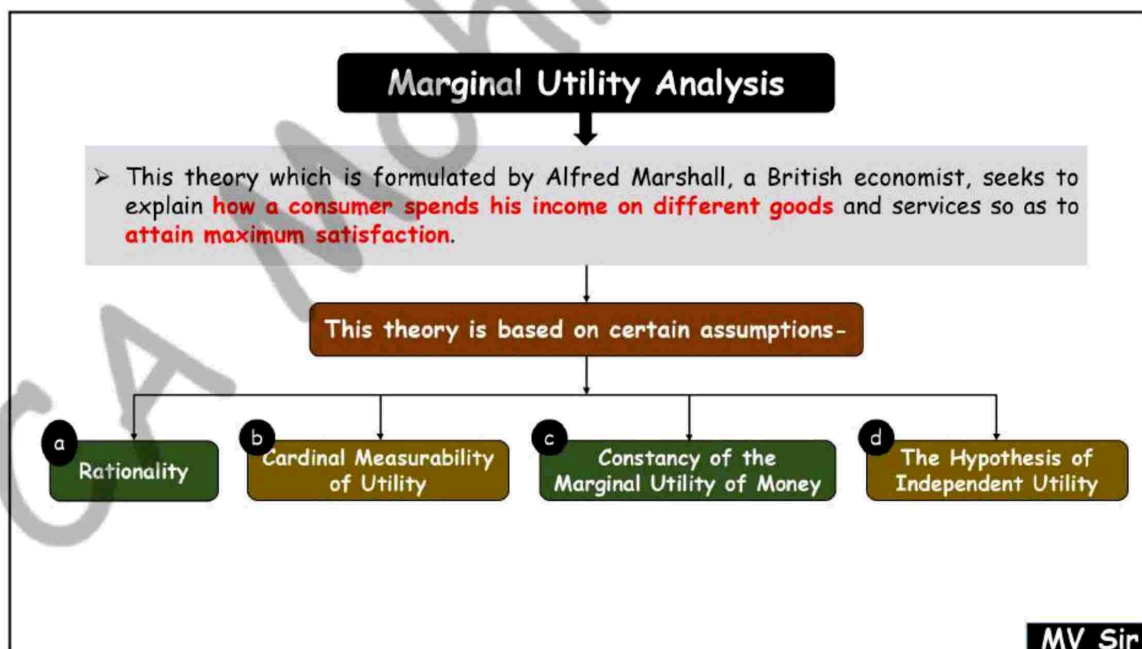 Marginal Utility Analysis
➢ This theory which is formulated by Alfred Marshall, a British economist, seeks to
explain how a consumer spends his income on different goods and services so as to
attain maximum satisfaction.
This theory is based on certain assumptions-
a
Rationality
b
Cardinal Measurability
of Utility
c
Constancy of the
Marginal Utility of Money
d
The Hypothesis of
Independent Utility
CA Moh
MV Sir